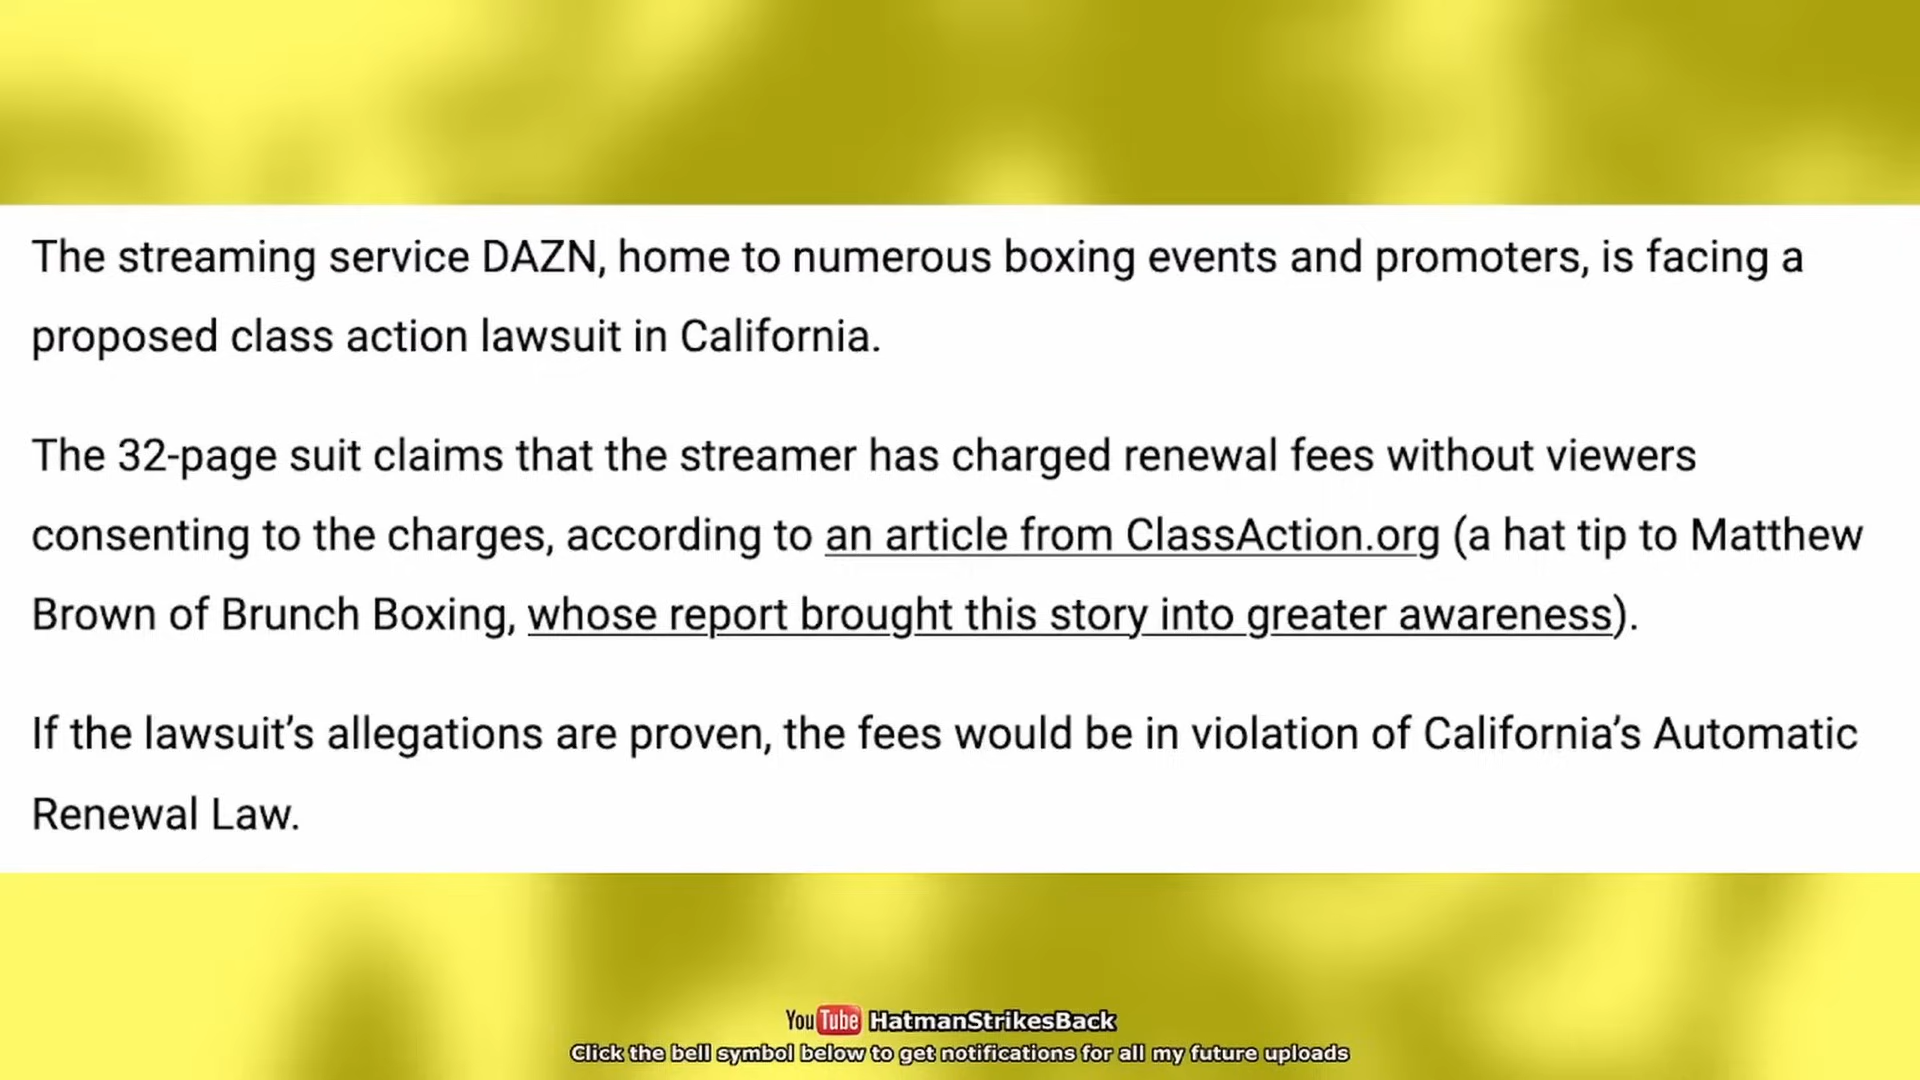 The streaming service DAZN, home to numerous boxing events and promoters, is facing a
proposed class action lawsuit in California.
The 32-page suit claims that the streamer has charged renewal fees without viewers
consenting to the charges, according to an article from ClassAction.org (a hat tip to Matthew
Brown of Brunch Boxing, whose report brought this story into greater awareness).
If the lawsuit’s allegations are proven, the fees would be in violation of California’s Automatic
Renewal Law.
YouTube HatmanStrikesBack
Click the bell symbol below to get notifications for all my future uploads